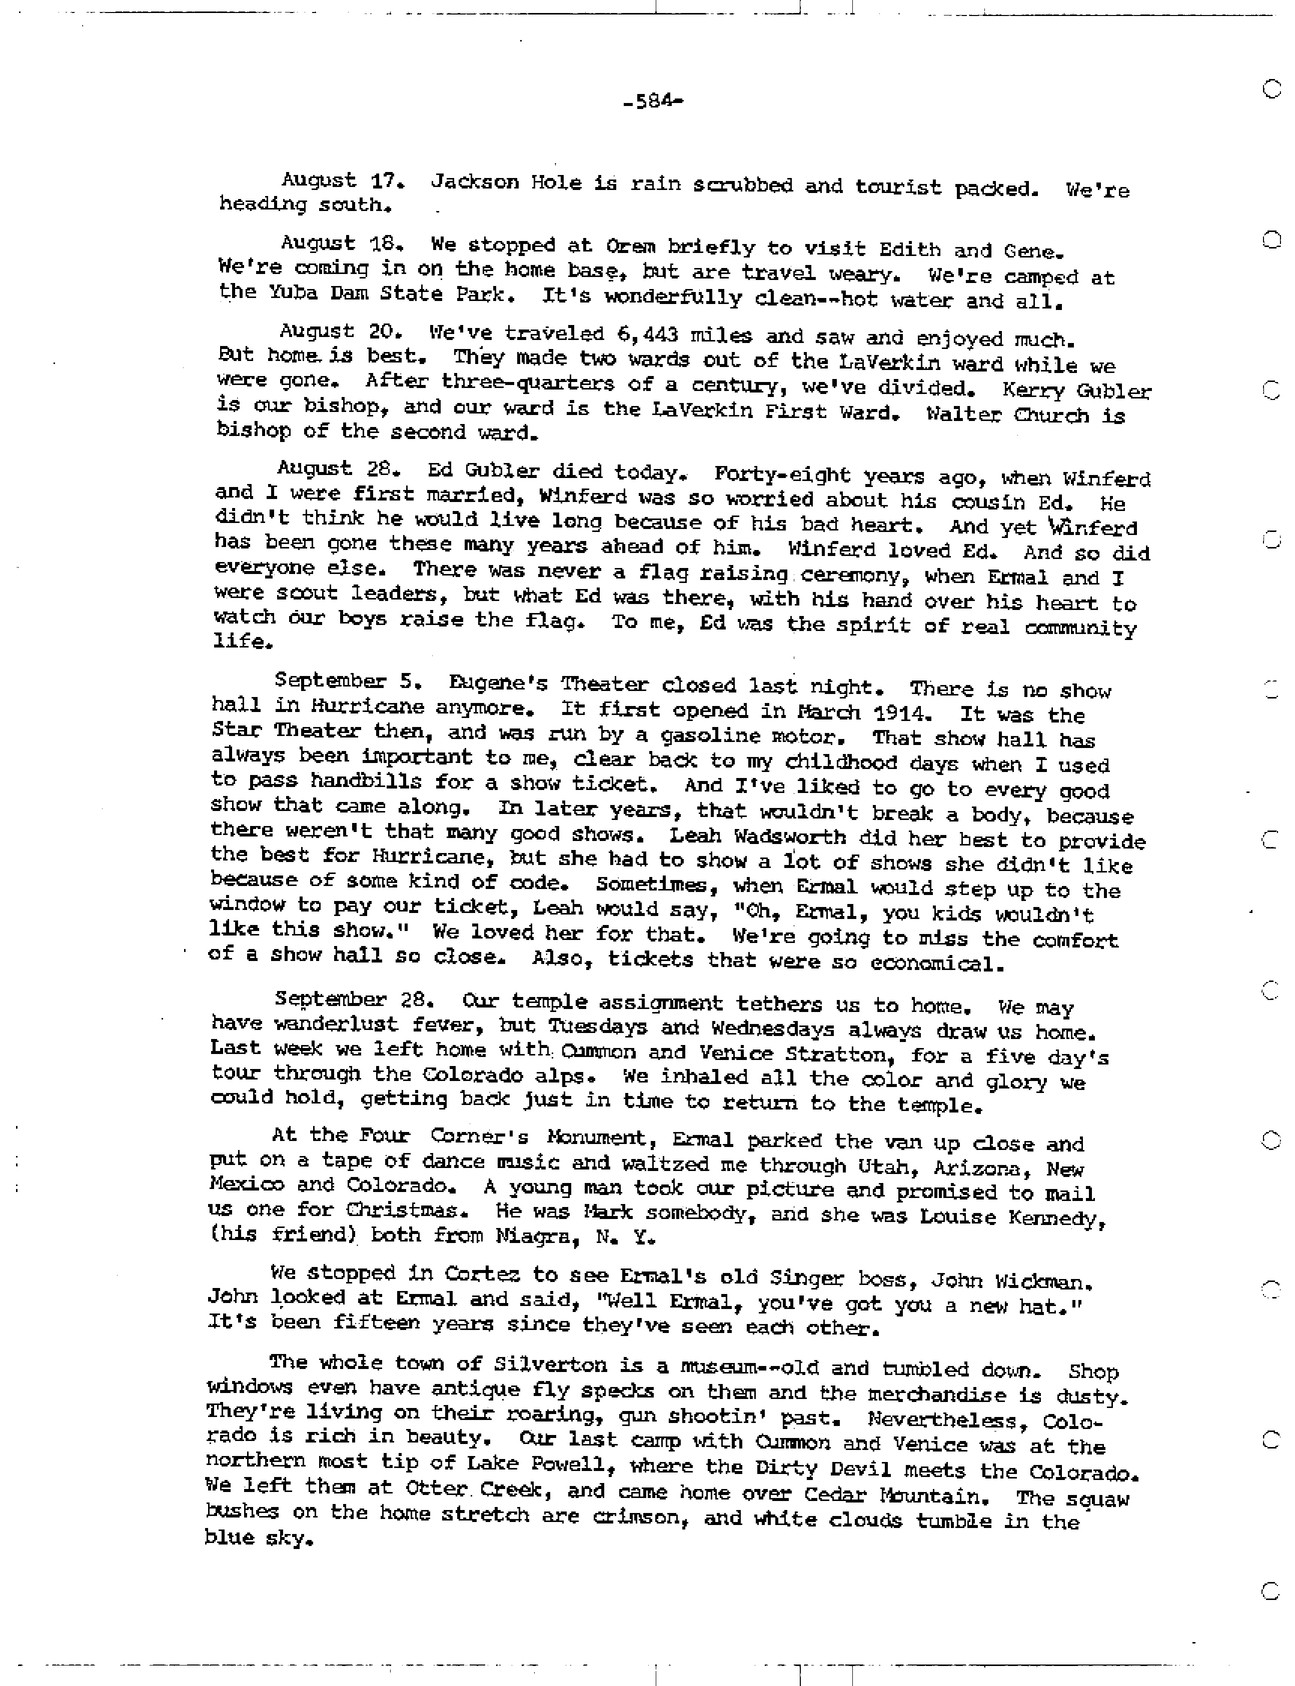 -584-
August 17. Jackson Hole is rain scrubbed and tourist packed. We're
heading south.
August 18. We stopped at Orem briefly to visit Edith and Gene.
We're coming in on the home base, but are travel weary. We're camped at
the Yuba Dam State Park. It's wonderfully clean--hot water and all.
August 20. We've traveled 6,443 miles and saw and enjoyed much.
But home is best. They made two wards out of the LaVerkin ward while we
were gone. After three-quarters of a century, we've divided. Kerry Gubler
is our bishop, and our ward is the LaVerkin First Ward. Walter Church is
bishop of the second ward.
August 28. Ed Gubler died today. Forty-eight years ago, when Winferd
and I were first married, Winferd was so worried about his cousin Ed. He
didn't think he would live long because of his bad heart. And yet Winferd
has been gone these many years ahead of him. Winferd loved Ed. And so did
everyone else. There was never a flag raising ceremony, when Ermal and I
were scout leaders, but what Ed was there, with his hand over his heart to
watch our boys raise the flag. To me, Ed was the spirit of real community
life.
September 5. Eugene's Theater closed last night. There is no show
hall in Hurricane anymore. It first opened in March 1914. It was the
Star Theater then, and was run by a gasoline motor. That show hall has
always been important to me, clear back to my childhood days when I used
to pass handbills for a show ticket. And I've liked to go to every good
show that came along. In later years, that wouldn't break a body, because
there weren't that many good shows. Leah Wadsworth did her best to provide
the best for Hurricane, but she had to show a lot of shows she didn't like
because of some kind of code. Sometimes, when Ermal would step up to the
window to pay our ticket, Leah would say, "Oh, Ermal, you kids wouldn't
like this show." We loved her for that. We're going to miss the comfort
of a show hall so close. Also, tickets that were so economical.
September 28. Our temple assignment tethers us to home. We may
have wanderlust fever, but Tuesdays and Wednesdays always draw us home.
Last week we left home with Cummon and Venice Stratton, for a five day's
tour through the Colorado alps. We inhaled all the color and glory we
could hold, getting back just in time to return to the temple.
At the Four Corner's Monument, Ermal parked the van up close and
put on a tape of dance music and waltzed me through Utah, Arizona, New
Mexico and Colorado. A young man took our picture and promised to mail
us one for Christmas. He was Mark somebody, and she was Louise Kennedy,
(his friend) both from Niagra, N. Y.
We stopped in Cortez to see Ermal's old Singer boss, John Wickman.
John looked at Ermal and said, "Well Ermal, you've got you a new hat."
It's been fifteen years since they've seen each other.
The whole town of Silverton is a museum--old and tumbled down. Shop
windows even have antique fly specks on them and the merchandise is dusty.
They're living on their roaring, gun shootin' past. Nevertheless, Colo-
rado is rich in beauty. Our last camp with Cummon and Venice was at the
northern most tip of Lake Powell, where the Dirty Devil meets the Colorado.
We left them at Otter Creek, and came home over Cedar Mountain. The squaw
bushes on the home stretch are crimson, and white clouds tumble in the
blue sky.